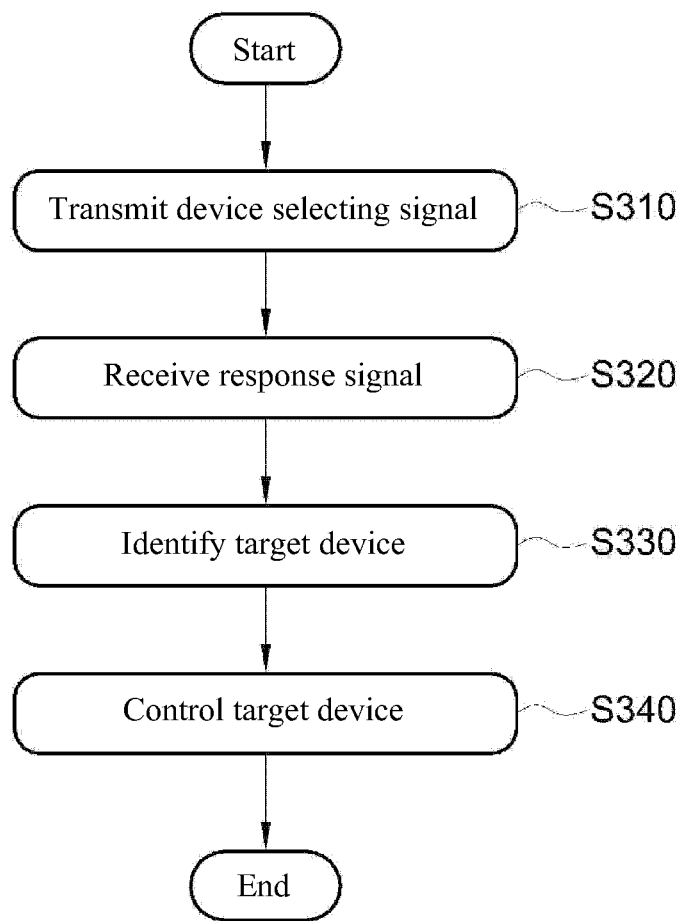 Start
Transmit device selecting signal
S310
Receive response signal
S320
Identify target device
S330
Control target device
S340
End